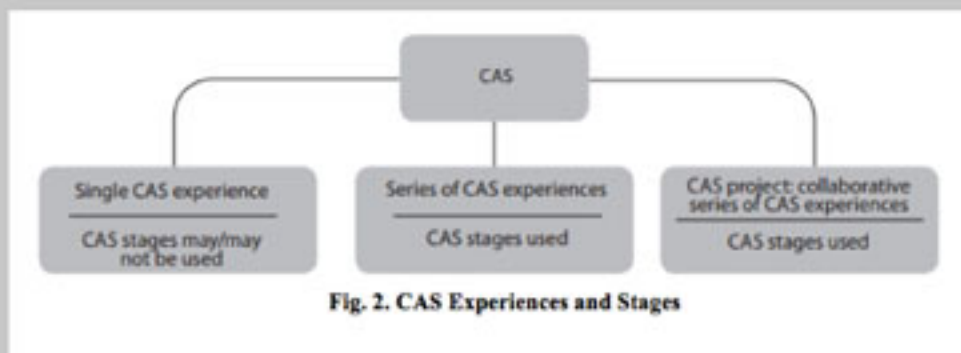 CAS
Single CAS experience
CAS stages may/may
not be used
Series of CAS experiences
CAS stages used
CAS project: collaborative
series of CAS experiences
CAS stages used
Fig. 2. CAS Experiences and Stages